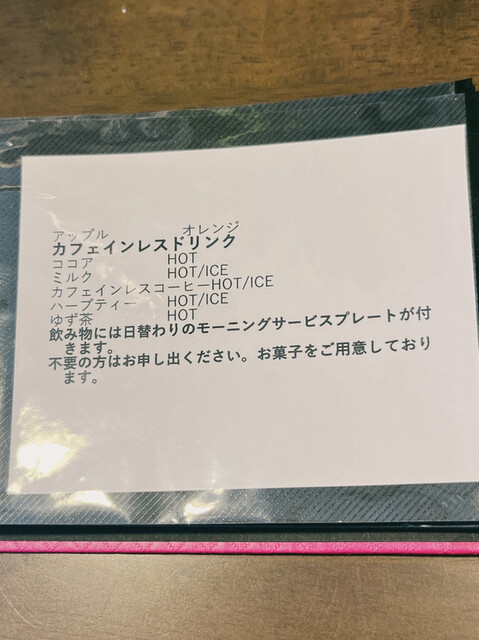 アップル オレンジ
カフェインレスドリンク
ココア HOT
ミルク HOT/ICE
カフェインレスコーヒーHOT/ICE
ハーブティー HOT/ICE
ゆず茶 HOT
飲み物には日替わりのモーニングサービスプレートが付
きます。
不要の方はお申し出ください。お菓子をご用意しており
ます。